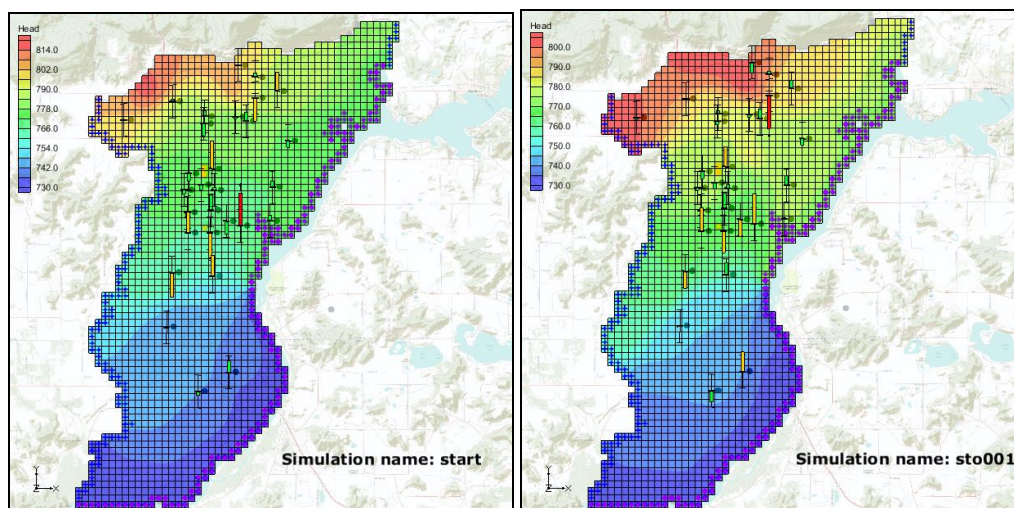 Head
814.0
802.0
790.0
778.0
766.0
754.0
742.0
730.0
Simulation name: start
Y
Z
X
Head
800.0
790.0
780.0
770.0
760.0
750.0
740.0
730.0
Simulation name: sto001
Y
Z
X